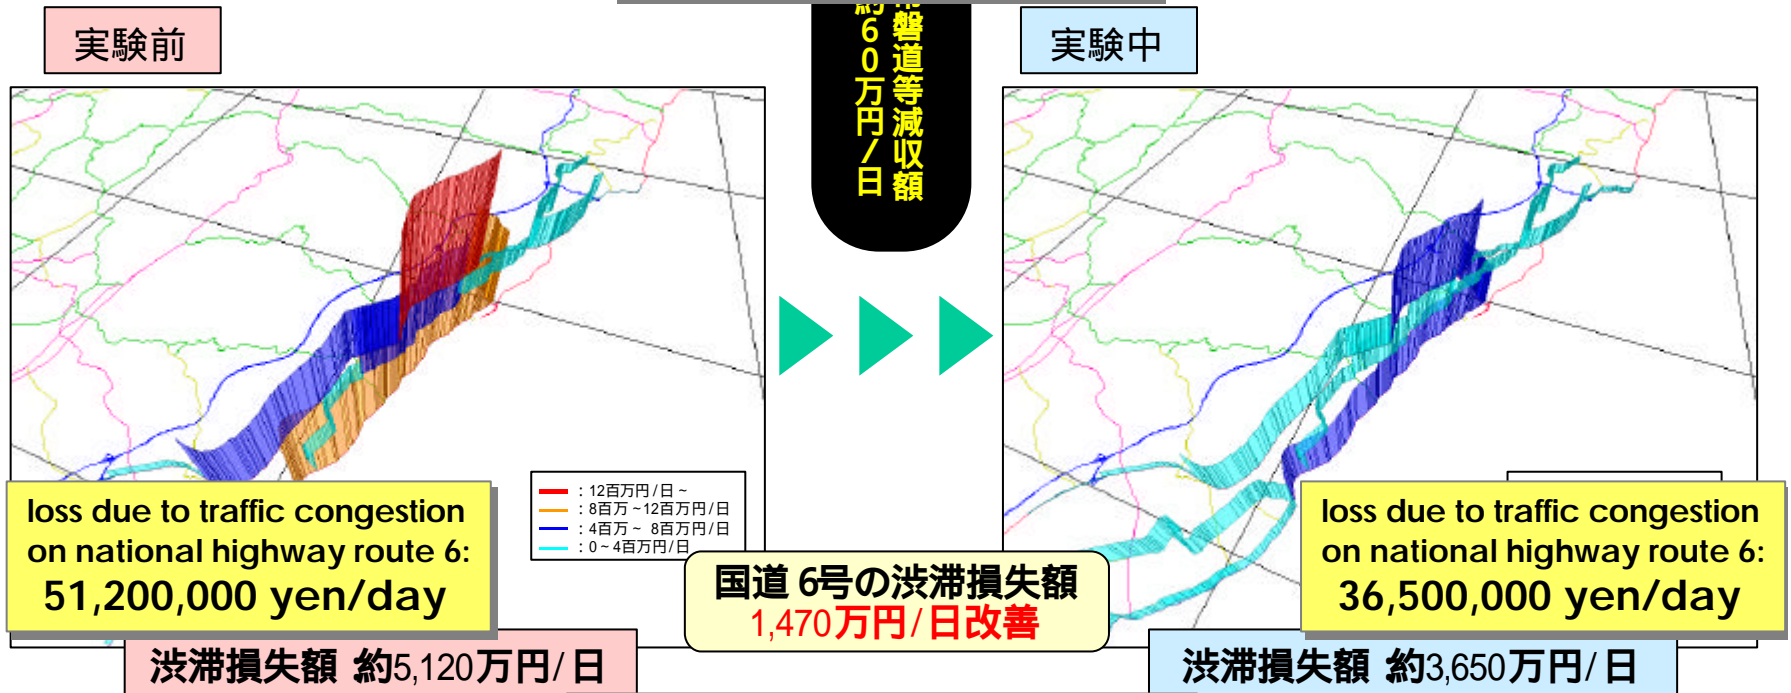 実験前
常磐道等減収額
約60万円/日
実験中
: 12百万円/日~
: 8百万~12百万円/日
: 4百万~ 8百万円/日
: 0~4百万円/日
loss due to traffic congestion
on national highway route 6:
51,200,000 yen/day
loss due to traffic congestion
on national highway route 6:
36,500,000 yen/day
国道6号の渋滞損失額
1,470万円/日改善
渋滞損失額 約5,120万円/日
渋滞損失額 約3,650万円/日